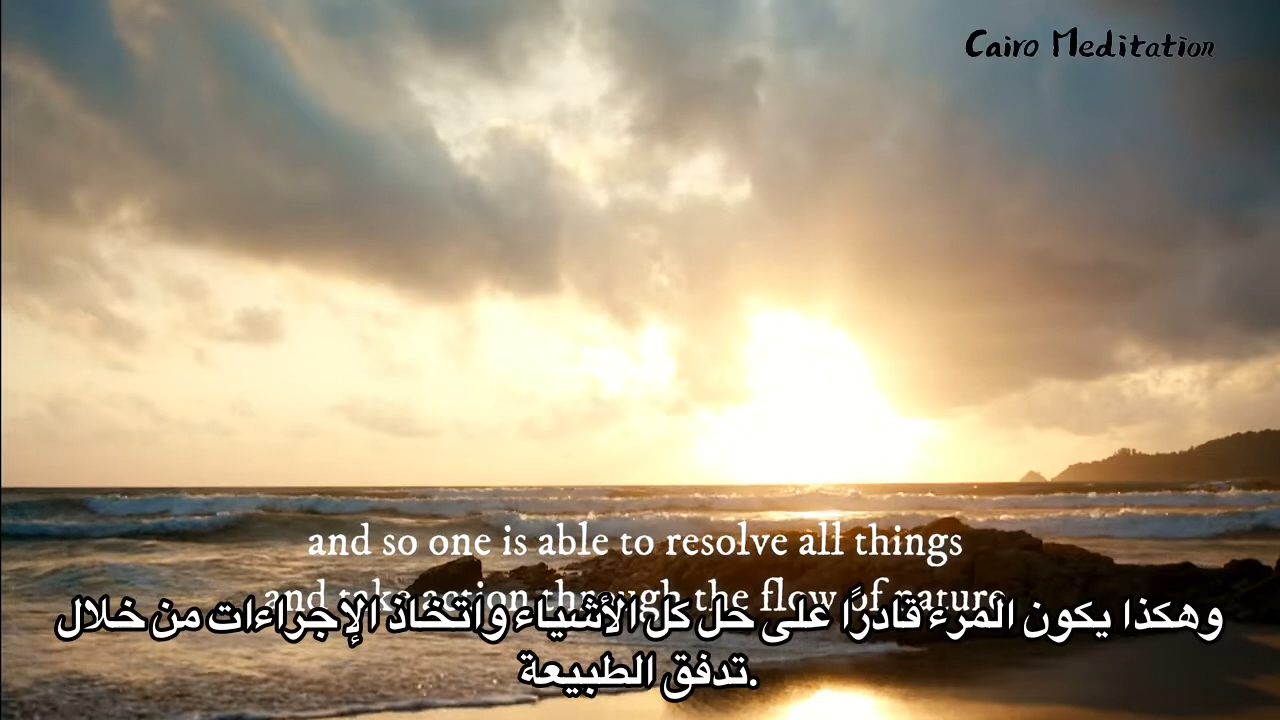 Cairo Meditation
and so one is able to resolve all things
and take action through the flow of nature
وهكذا يكون المرء قادرًا على حل كل الأشياء واتخاذ الإجراءات من خلال
تدفق الطبيعة.